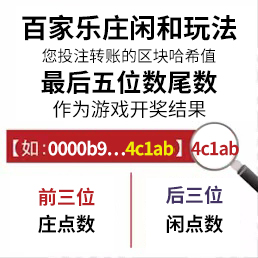 百家乐庄闲和玩法
您投注转账的区块哈希值
最后五位数尾数
作为游戏开奖结果
【如:0000b9...4c1ab】4c1ab
前三位 后三位
庄点数 闲点数